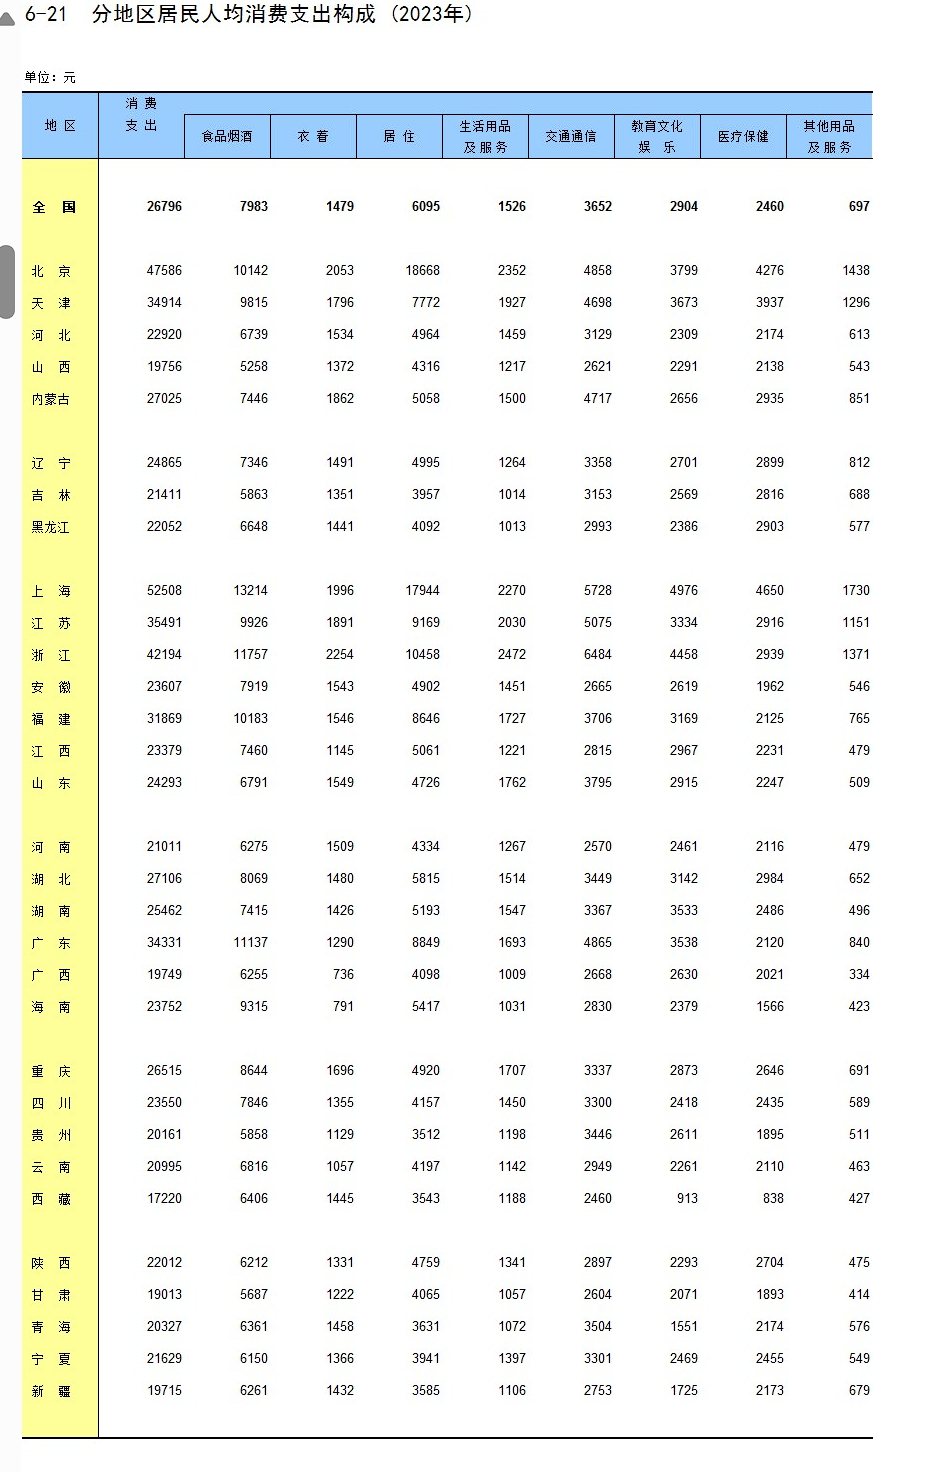 6-21 分地区居民人均消费支出构成 (2023年)
单位：元
地 区 消 费 支 出 食品烟酒 衣 着 居 住 生活用品及服务 交通通信 教育文化娱 乐 医疗保健 其他用品及服务
全 国 26796 7983 1479 6095 1526 3652 2904 2460 697
北 京 47586 10142 2053 18668 2352 4858 3799 4276 1438
天 津 34914 9815 1796 7772 1927 4698 3673 3937 1296
河 北 22920 6739 1534 4964 1459 3129 2309 2174 613
山 西 19756 5258 1372 4316 1217 2621 2291 2138 543
内蒙古 27025 7446 1862 5058 1500 4717 2656 2935 851
辽 宁 24865 7346 1491 4995 1264 3358 2701 2899 812
吉 林 21411 5863 1351 3957 1014 3153 2569 2816 688
黑龙江 22052 6648 1441 4092 1013 2993 2386 2903 577
上 海 52508 13214 1996 17944 2270 5728 4976 4650 1730
江 苏 35491 9926 1891 9169 2030 5075 3334 2916 1151
浙 江 42194 11757 2254 10458 2472 6484 4458 2939 1371
安 徽 23607 7919 1543 4902 1451 2665 2619 1962 546
福 建 31869 10183 1546 8646 1727 3706 3169 2125 765
江 西 23379 7460 1145 5061 1221 2815 2967 2231 479
山 东 24293 6791 1549 4726 1762 3795 2915 2247 509
河 南 21011 6275 1509 4334 1267 2570 2461 2116 479
湖 北 27106 8069 1480 5815 1514 3449 3142 2984 652
湖 南 25462 7415 1426 5193 1547 3367 3533 2486 496
广 东 34331 11137 1290 8849 1693 4865 3538 2120 840
广 西 19749 6255 736 4098 1009 2668 2630 2021 334
海 南 23752 9315 791 5417 1031 2830 2379 1566 423
重 庆 26515 8644 1696 4920 1707 3337 2873 2646 691
四 川 23550 7846 1355 4157 1450 3300 2418 2435 589
贵 州 20161 5858 1129 3512 1198 3446 2611 1895 511
云 南 20995 6816 1057 4197 1142 2949 2261 2110 463
西 藏 17220 6406 1445 3543 1188 2460 913 838 427
陕 西 22012 6212 1331 4759 1341 2897 2293 2704 475
甘 肃 19013 5687 1222 4065 1057 2604 2071 1893 414
青 海 20327 6361 1458 3631 1072 3504 1551 2174 576
宁 夏 21629 6150 1366 3941 1397 3301 2469 2455 549
新 疆 19715 6261 1432 3585 1106 2753 1725 2173 679